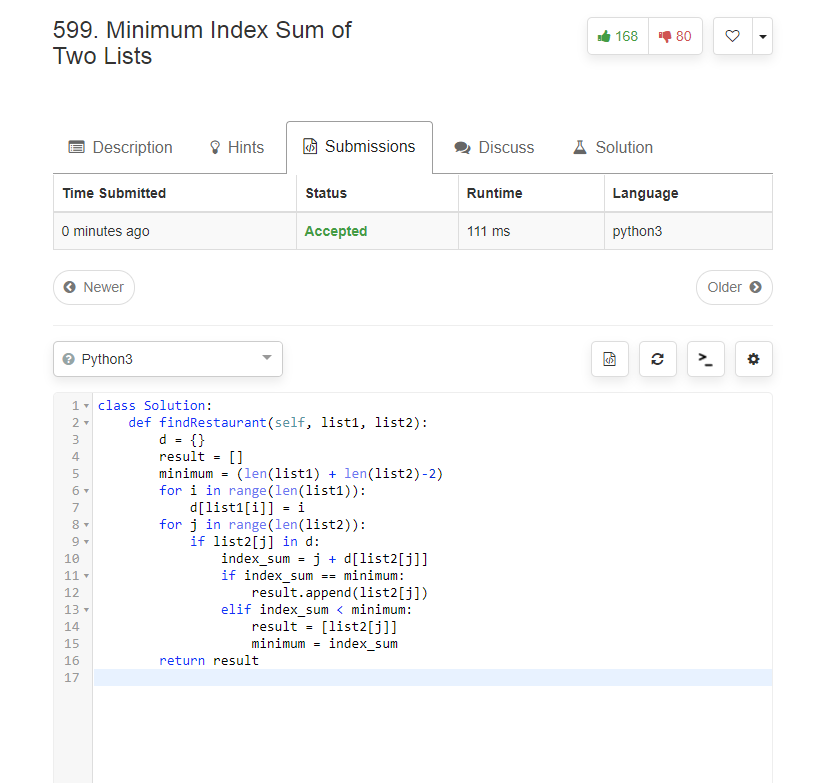 599. Minimum Index Sum of
Two Lists
168 80
Description Hints Submissions Discuss Solution
Time Submitted Status Runtime Language
0 minutes ago Accepted 111 ms python3
Newer Older
Python3
1 class Solution:
2     def findRestaurant(self, list1, list2):
3         d = {}
4         result = []
5         minimum = (len(list1) + len(list2)-2)
6         for i in range(len(list1)):
7             d[list1[i]] = i
8         for j in range(len(list2)):
9             if list2[j] in d:
10                 index_sum = j + d[list2[j]]
11                 if index_sum == minimum:
12                     result.append(list2[j])
13                 elif index_sum < minimum:
14                     result = [list2[j]]
15                     minimum = index_sum
16         return result
17